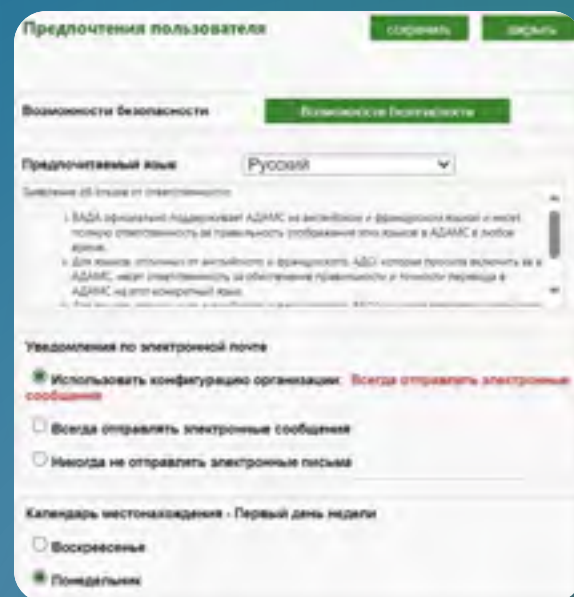 Предпочтения пользователя
сохранить
закрыть
Возможности безопасности
Возможности безопасности
Предпочитаемый язык
Русский
Заявление об отказе от ответственности:
ВАДА официально поддерживает АДАМС на английском и французском языках и несет
полную ответственность за правильность отображения этих языков в АДАМС в любое
время.
Для языков, отличных от английского и французского, АДО, которая просила включить их в
АДАМС, несет ответственность за обеспечение правильности и точности перевода в
АДАМС на этот конкретный язык.
Уведомления по электронной почте
Использовать конфигурацию организации: Всегда отправлять электронные
сообщения
Всегда отправлять электронные сообщения
Никогда не отправлять электронные письма
Календарь местонахождения - Первый день недели
Воскресенье
Понедельник